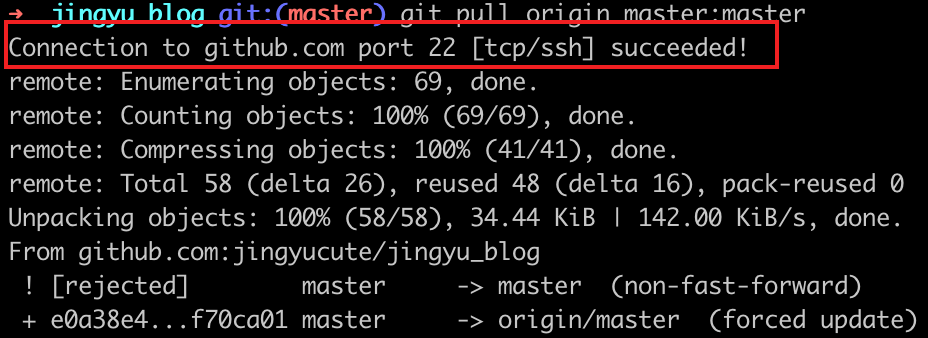 ➜ jingyu_blog git:(master) git pull origin master:master
Connection to github.com port 22 [tcp/ssh] succeeded!
remote: Enumerating objects: 69, done.
remote: Counting objects: 100% (69/69), done.
remote: Compressing objects: 100% (41/41), done.
remote: Total 58 (delta 26), reused 48 (delta 16), pack-reused 0
Unpacking objects: 100% (58/58), 34.44 KiB | 142.00 KiB/s, done.
From github.com:jingyucute/jingyu_blog
 ! [rejected]        master     -> master  (non-fast-forward)
 + e0a38e4...f70ca01 master     -> origin/master  (forced update)